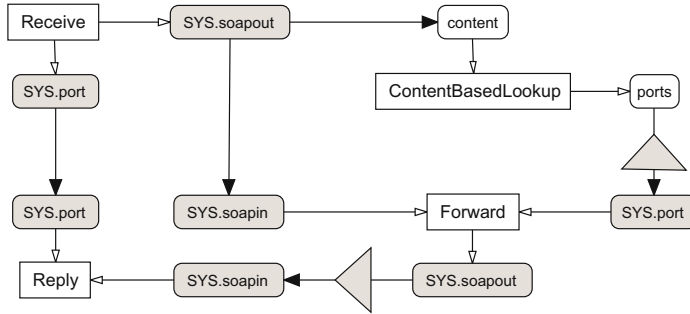 Receive
SYS.soapout
content
SYS.port
ContentBasedLookup
ports
SYS.port
SYS.soapin
Forward
SYS.port
Reply
SYS.soapin
SYS.soapout